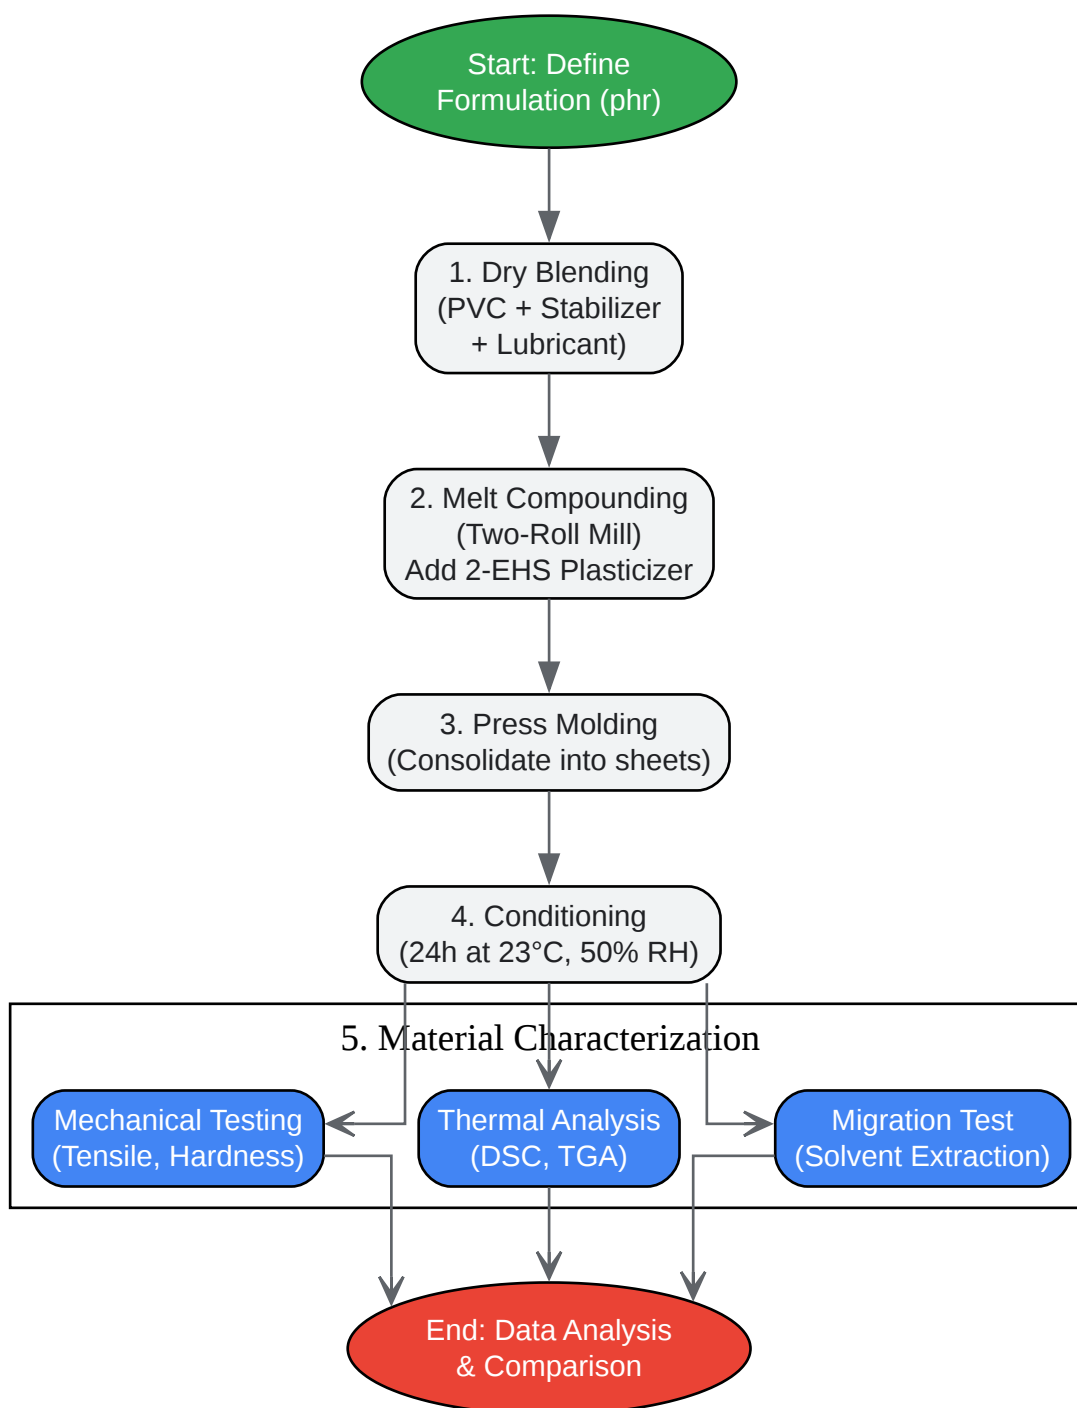 Start: Define
Formulation (phr)
1. Dry Blending
(PVC + Stabilizer
+ Lubricant)
2. Melt Compounding
(Two-Roll Mill)
Add 2-EHS Plasticizer
3. Press Molding
(Consolidate into sheets)
4. Conditioning
(24h at 23°C, 50% RH)
5. Material Characterization
Mechanical Testing
(Tensile, Hardness)
Thermal Analysis
(DSC, TGA)
Migration Test
(Solvent Extraction)
End: Data Analysis
& Comparison